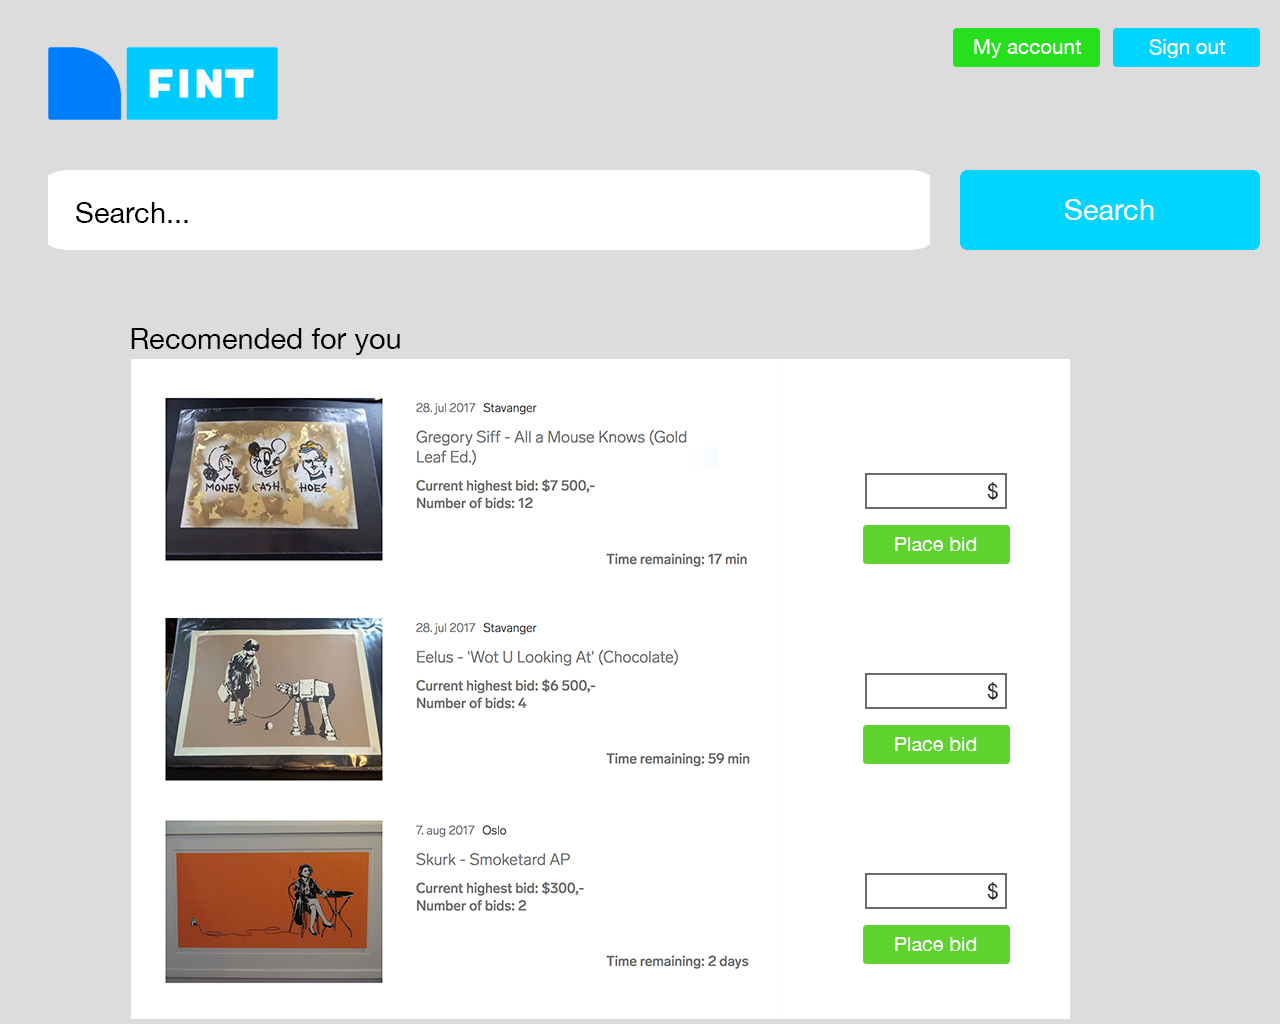 FINT
My account
Sign out
Search...
Search
Recomended for you
28. jul 2017 Stavanger
Gregory Siff - All a Mouse Knows (Gold
Leaf Ed.)
Current highest bid: $7 500,-
Number of bids: 12
Time remaining: 17 min
$
Place bid
MONEY CASH. HOES
28. jul 2017 Stavanger
Eelus - 'Wot U Looking At' (Chocolate)
Current highest bid: $6 500,-
Number of bids: 4
Time remaining: 59 min
$
Place bid
7. aug 2017 Oslo
Skurk - Smoketard AP
Current highest bid: $300,-
Number of bids: 2
Time remaining: 2 days
$
Place bid